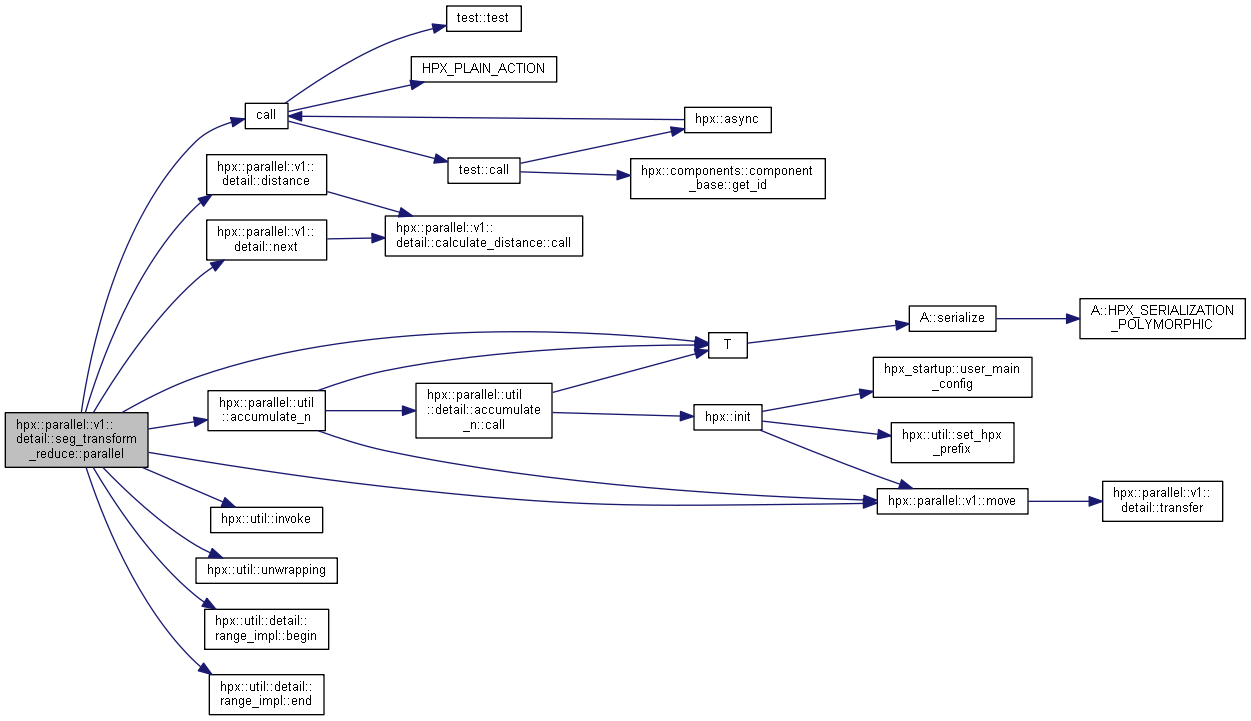 test::test
HPX_PLAIN_ACTION
call
hpx::async
test::call
hpx::components::component
_base::get_id
hpx::parallel::v1::
detail::distance
hpx::parallel::v1::
detail::next
hpx::parallel::v1::
detail::calculate_distance::call
A::serialize
A::HPX_SERIALIZATION
_POLYMORPHIC
T
hpx_startup::user_main
_config
hpx::parallel::util
::accumulate_n
hpx::parallel::util
::detail::accumulate
_n::call
hpx::init
hpx::parallel::v1::
detail::seg_transform
_reduce::parallel
hpx::util::set_hpx
_prefix
hpx::parallel::v1::move
hpx::parallel::v1::
detail::transfer
hpx::util::invoke
hpx::util::unwrapping
hpx::util::detail::
range_impl::begin
hpx::util::detail::
range_impl::end